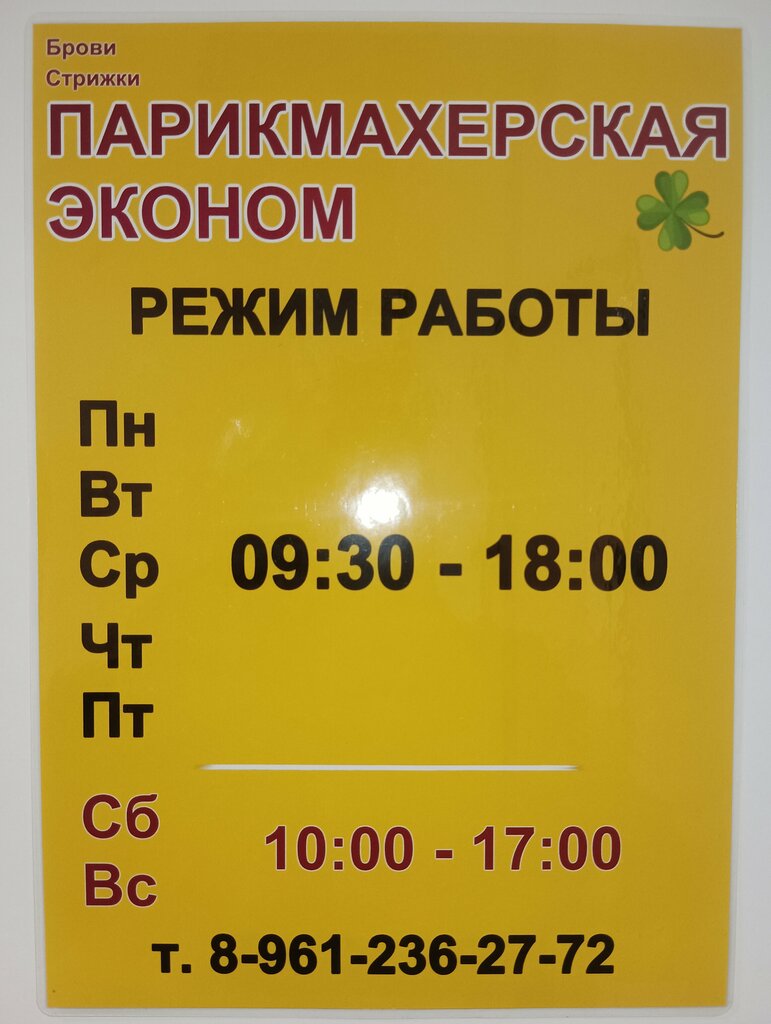 Брови
Стрижки
ПАРИКМАХЕРСКАЯ
ЭКОНОМ
РЕЖИМ РАБОТЫ
Пн
Вт
Ср 09:30 - 18:00
Чт
Пт
Сб
10:00 - 17:00
Вс
т. 8-961-236-27-72